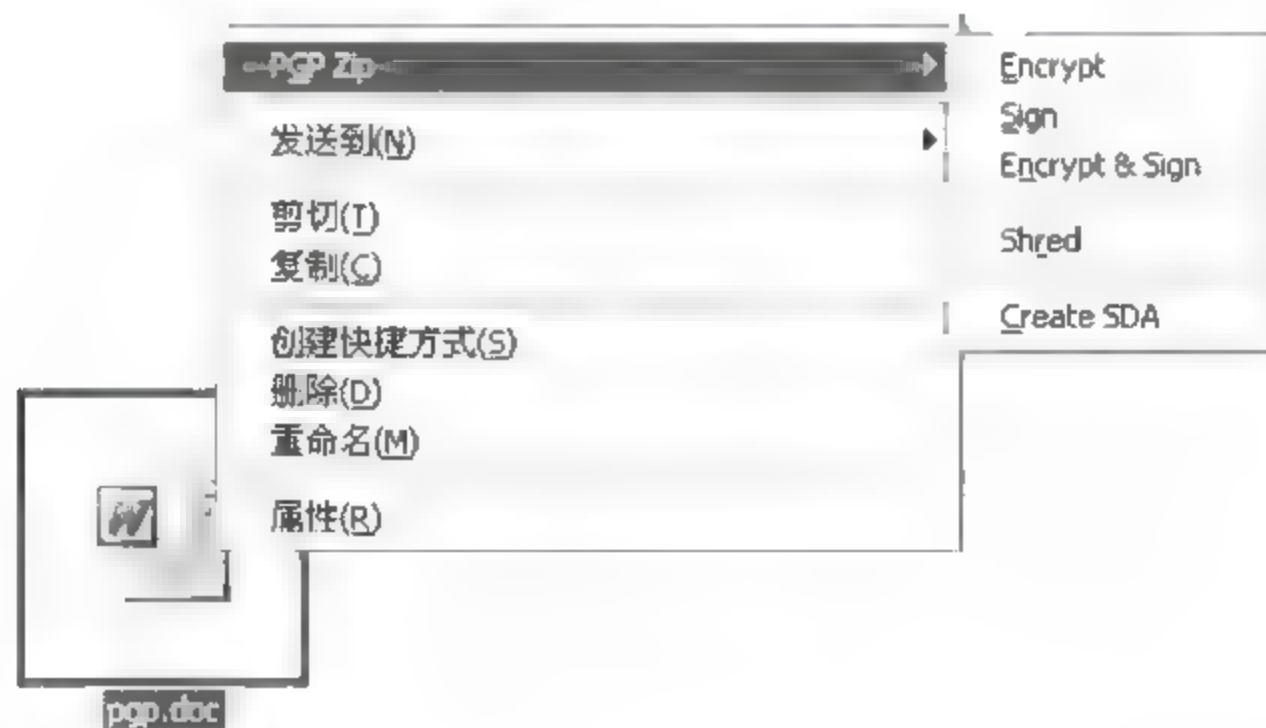 PGP Zip
发送到(N)
剪切(T)
复制(C)
创建快捷方式(S)
删除(D)
重命名(M)
属性(R)
Encrypt
Sign
Encrypt & Sign
Shred
Create SDA
W
pgp.doc